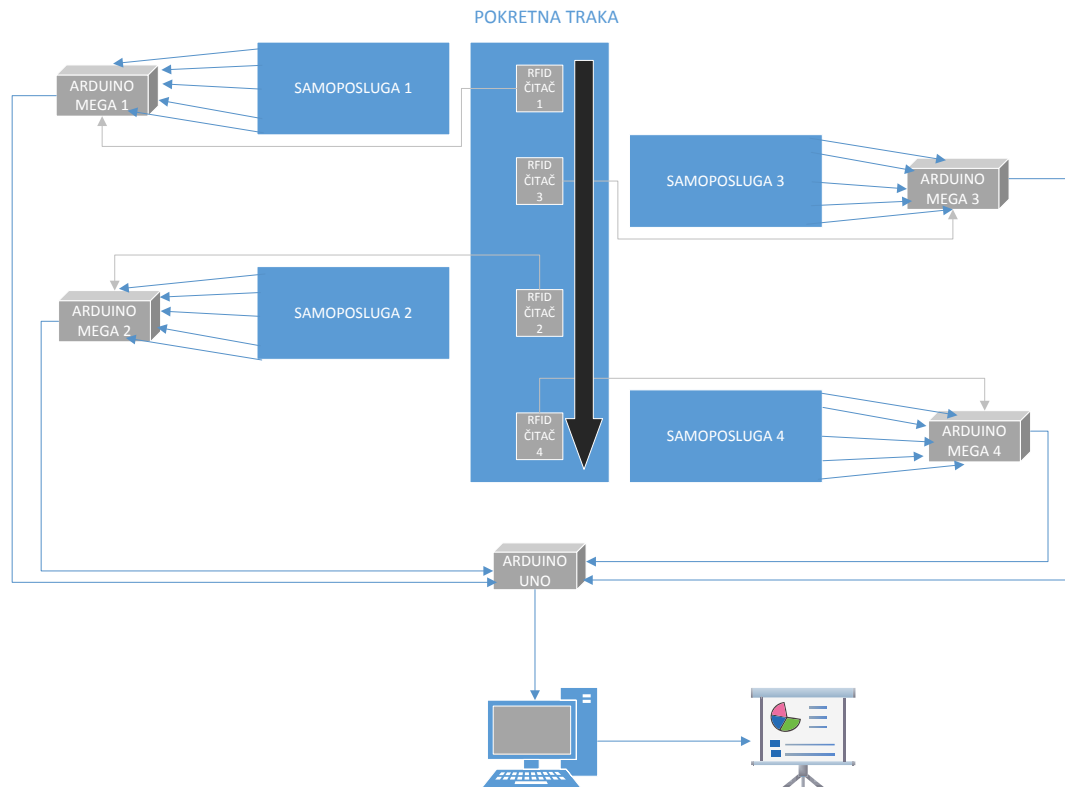 POKRETNA TRAKA
ARDUINO
MEGA 1
SAMOPOSLUGA 1
RFID
ČITAČ
1
RFID
ČITAČ
3
SAMOPOSLUGA 3
ARDUINO
MEGA 3
ARDUINO
MEGA 2
SAMOPOSLUGA 2
RFID
ČITAČ
2
RFID
ČITAČ
4
SAMOPOSLUGA 4
ARDUINO
MEGA 4
ARDUINO
UNO